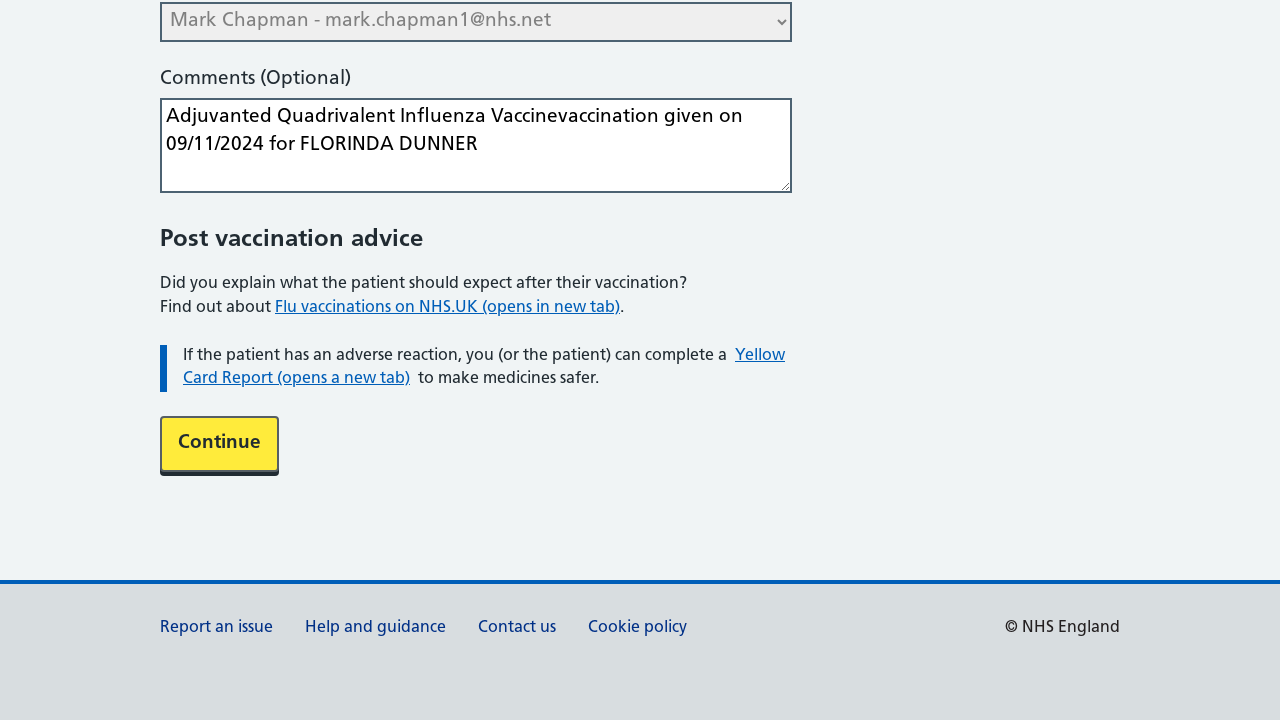 Mark Chapman - mark.chapman1@nhs.net
Comments (Optional)
Adjuvanted Quadrivalent Influenza Vaccinevaccination given on
09/11/2024 for FLORINDA DUNNER
Post vaccination advice
Did you explain what the patient should expect after their vaccination?
Find out about Flu vaccinations on NHS.UK (opens in new tab).
If the patient has an adverse reaction, you (or the patient) can complete a Yellow
Card Report (opens a new tab) to make medicines safer.
Continue
Report an issue Help and guidance Contact us Cookie policy © NHS England